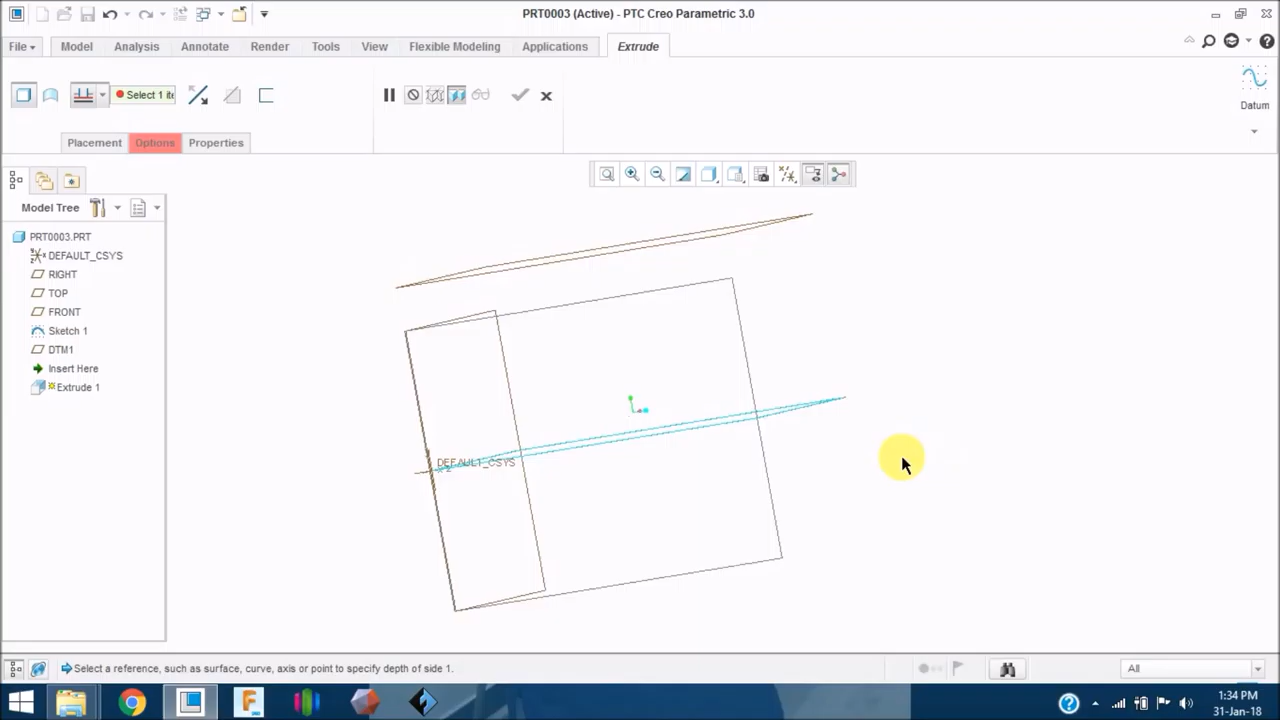 PRT0003 (Active) - PTC Creo Parametric 3.0
File Model Analysis Annotate Render Tools View Flexible Modeling Applications Extrude
Select 1 ite
Datum
Placement Options Properties
Model Tree
PRT0003.PRT
DEFAULT_CSYS
RIGHT
TOP
FRONT
Sketch 1
DTM1
Insert Here
Extrude 1
DEFAULT_CSYS
Select a reference, such as surface, curve, axis or point to specify depth of side 1.
All
1:34 PM
31-Jan-18